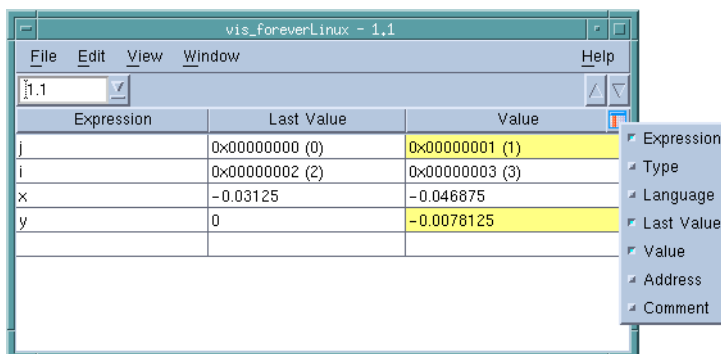 vis_foreverLinux - 1.1
File Edit View Window Help
1.1
Expression Last Value Value
j 0x00000000 (0) 0x00000001 (1)
i 0x00000002 (2) 0x00000003 (3)
x -0.03125 -0.046875
y 0 -0.0078125
Expression
Type
Language
Last Value
Value
Address
Comment